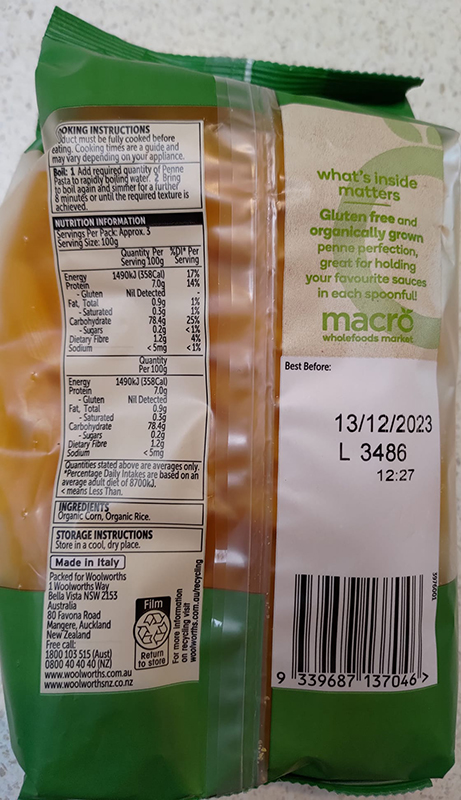 OKING INSTRUCTIONS
duct must be fully cooked before
eating. Cooking times are a guide and
may vary depending on your appliance.
Boil: 1 Add required quantity of Penne
Pasta to rapidly boiling water. 2 Bring
to boil again and simmer for a further
8 minutes or until the required texture is
achieved.
NUTRITION INFORMATION
Servings Per Pack: Approx. 3
Serving Size: 100g
Quantity Per %DI* Per
Serving 100g Serving
Energy 1490kJ (358Cal) 17%
Protein 7.0g 14%
- Gluten Nil Detected -
Fat, Total 0.9g 1%
- Saturated 0.3g 1%
Carbohydrate 78.4g 25%
- Sugars 0.2g <1%
Dietary Fibre 1.2g 4%
Sodium <5mg <1%
Quantity
Per 100g
Energy 1490kJ (358Cal)
Protein 7.0g
- Gluten Nil Detected
Fat, Total 0.9g
- Saturated 0.3g
Carbohydrate 78.4g
- Sugars 0.2g
Dietary Fibre 1.2g
Sodium <5mg
Quantities stated above are averages only.
*Percentage Daily Intakes are based on an
average adult diet of 8700kJ.
< means Less Than.
INGREDIENTS
Organic Corn, Organic Rice.
STORAGE INSTRUCTIONS
Store in a cool, dry place.
Made in Italy
Packed for Woolworths
1 Woolworths Way
Bella Vista NSW 2153
Australia
80 Favona Road
Mangere, Auckland
New Zealand
Free call:
1800 103 515 (Aust)
0800 40 40 40 (NZ)
www.woolworths.com.au
www.woolworthsnz.co.nz
Film
Return
to store
For more information
on recycling visit
woolworths.com.au/recycling
what's inside
matters
Gluten free and
organically grown
penne perfection,
great for holding
your favourite sauces
in each spoonful!
macro
wholefoods market
Best Before:
13/12/2023
L 3486
12:27
9 339687 137046 >